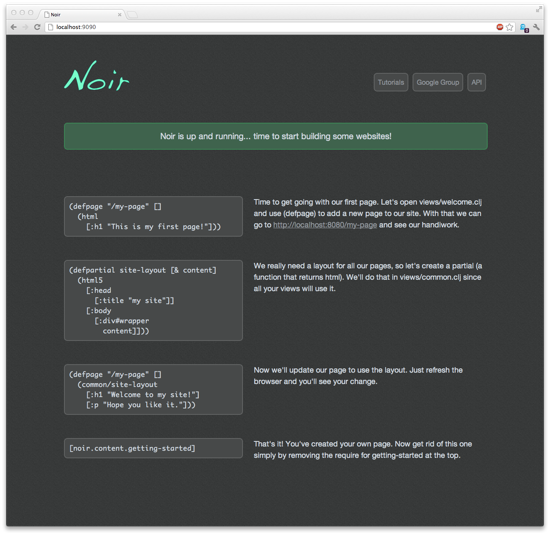 Noir
localhost:9090
Noir
Tutorials Google Group API
Noir is up and running... time to start building some websites!
(defpage "/my-page" []
(html
[:h1 "This is my first page!"]))
Time to get going with our first page. Let's open views/welcome.clj
and use (defpage) to add a new page to our site. With that we can
go to http://localhost:8080/my-page and see our handiwork.
(defpartial site-layout [& content]
(html5
[:head
[:title "my site"]]
[:body
[:div#wrapper
content]]))
We really need a layout for all our pages, so let's create a partial (a
function that returns html). We'll do that in views/common.clj since
all your views will use it.
(defpage "/my-page" []
(common/site-layout
[:h1 "Welcome to my site!"]
[:p "Hope you like it."]))
Now we'll update our page to use the layout. Just refresh the
browser and you'll see your change.
[noir.content.getting-started]
That's it! You've created your own page. Now get rid of this one
simply by removing the require for getting-started at the top.